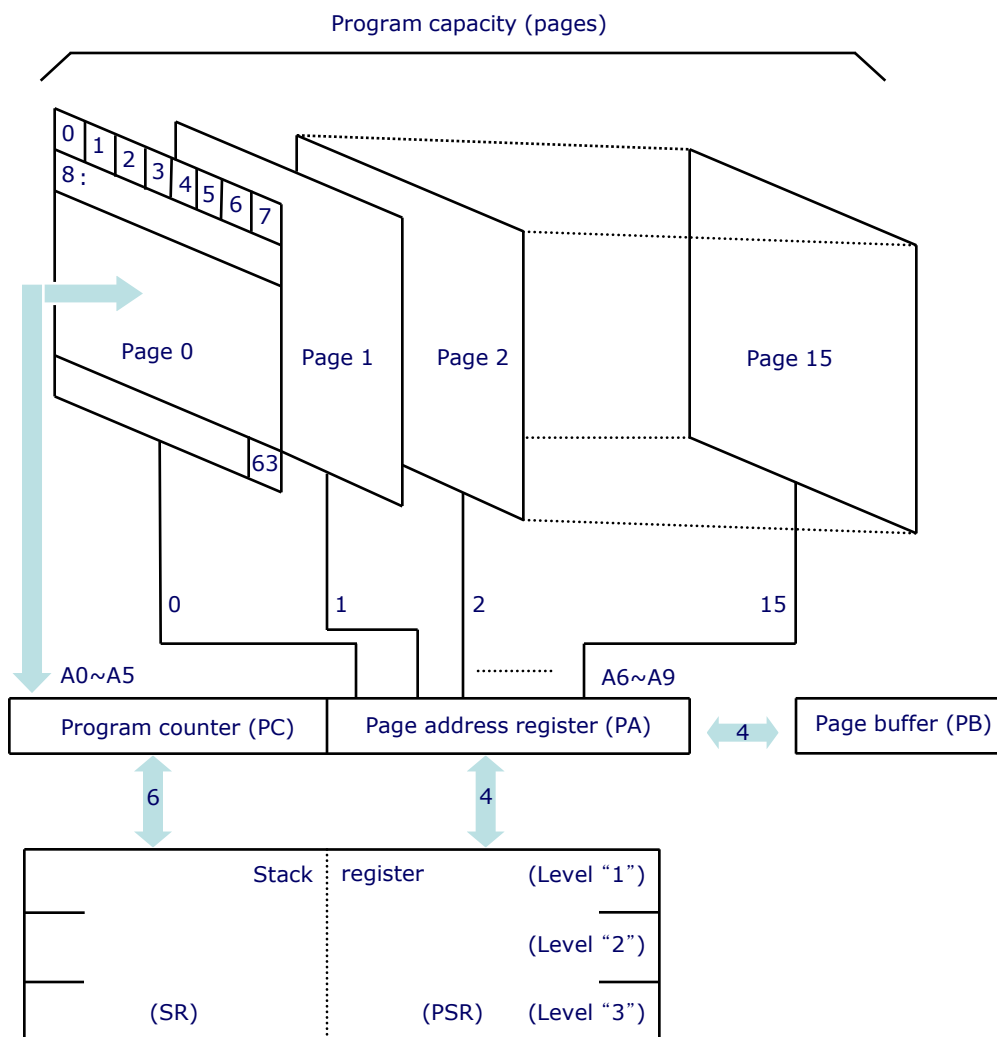 Program capacity (pages)
0 1 2 3 4 5 6 7
8 :
Page 0
Page 1
Page 2
Page 15
63
0
1
2
15
A0~A5
A6~A9
Program counter (PC)
Page address register (PA)
4
Page buffer (PB)
6
4
Stack register (Level “1”)
(Level “2”)
(SR) (PSR) (Level “3”)